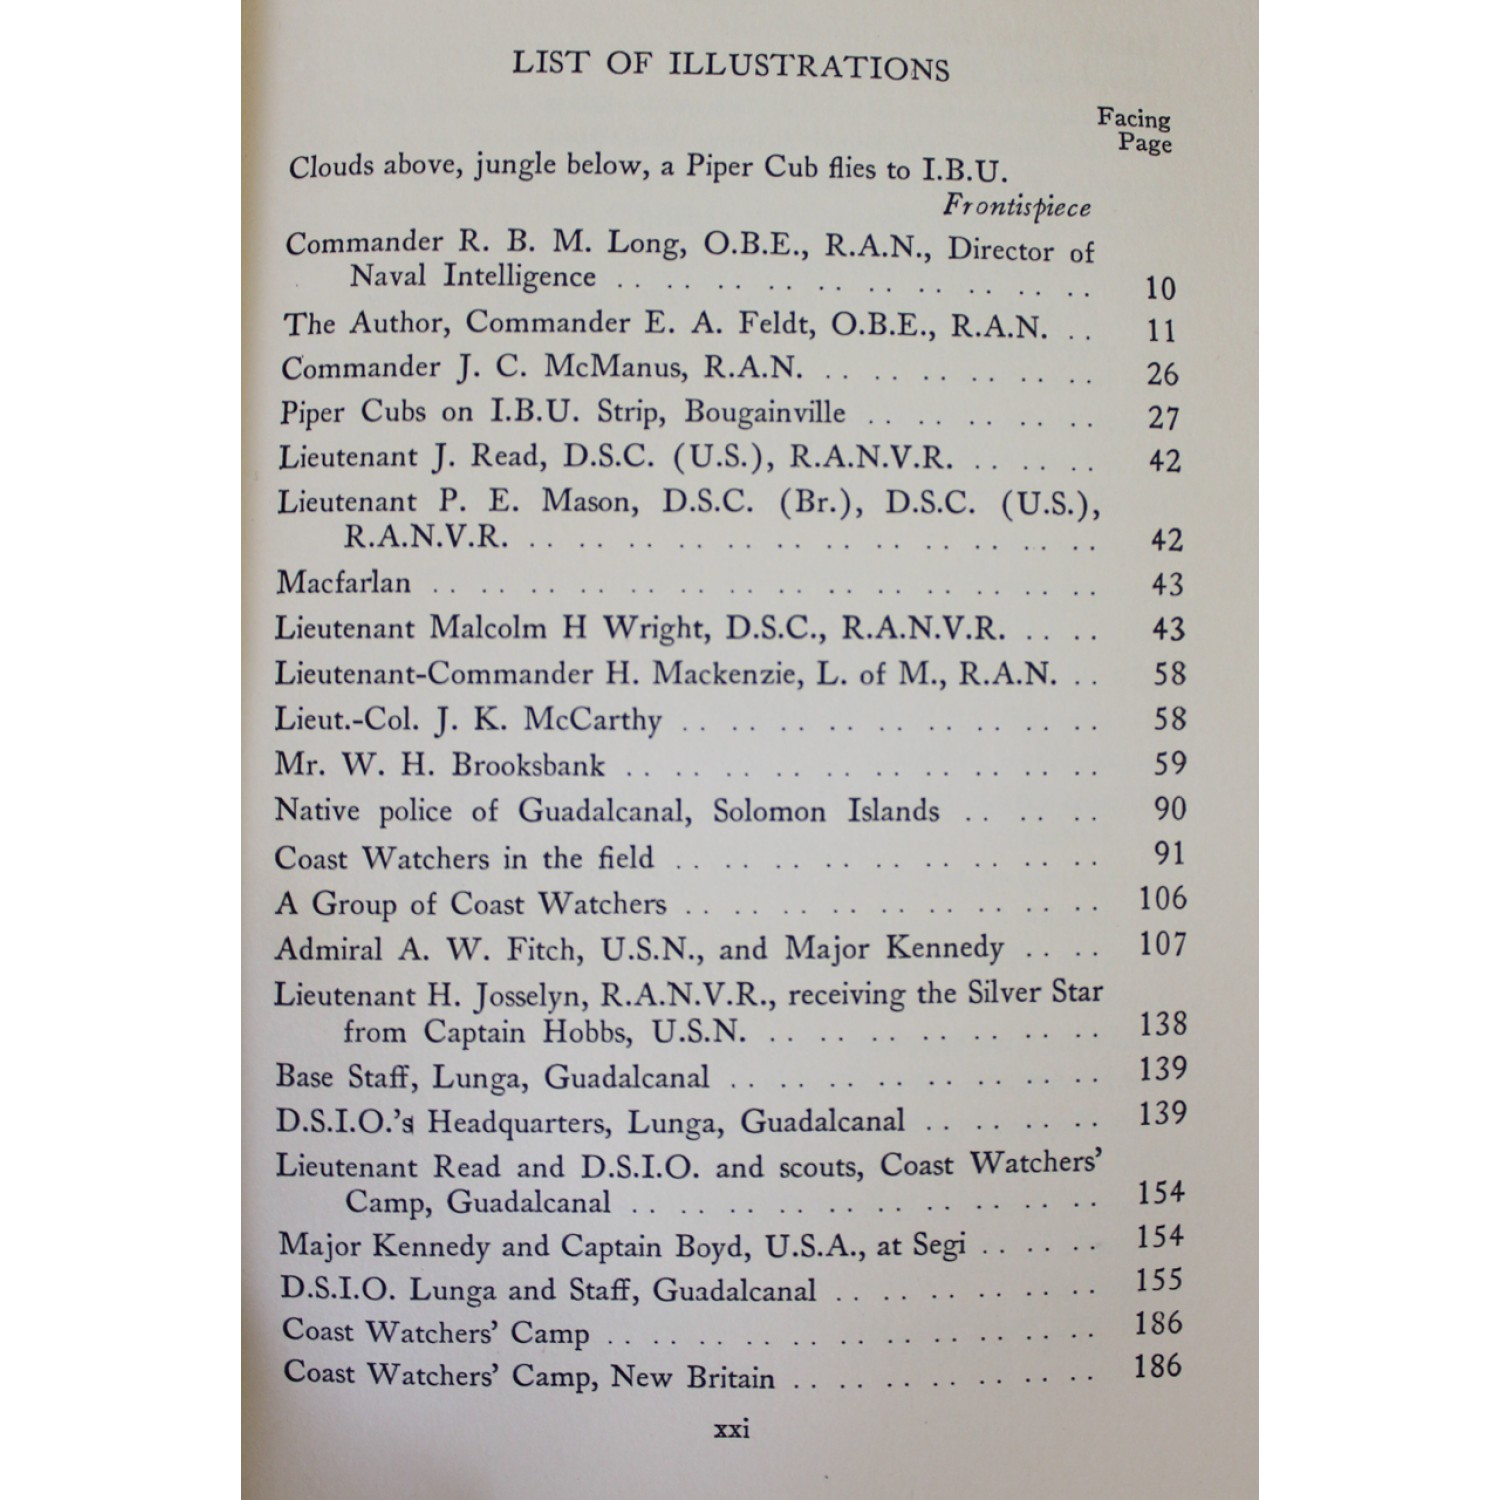 LIST OF ILLUSTRATIONS
Facing
Page
Clouds above, jungle below, a Piper Cub flies to I.B.U.
Frontispiece
Commander R. B. M. Long, O.B.E., R.A.N., Director of
Naval Intelligence . . . . . . . . . . . . . . . . . . . . 10
The Author, Commander E. A. Feldt, O.B.E., R.A.N. . . 11
Commander J. C. McManus, R.A.N. . . . . . . . . . . . 26
Piper Cubs on I.B.U. Strip, Bougainville . . . . . . . . . . 27
Lieutenant J. Read, D.S.C. (U.S.), R.A.N.V.R. . . . . . . 42
Lieutenant P. E. Mason, D.S.C. (Br.), D.S.C. (U.S.),
R.A.N.V.R. . . . . . . . . . . . . . . . . . . . . . . . . 42
Macfarlan . . . . . . . . . . . . . . . . . . . . . . . . . . . . 43
Lieutenant Malcolm H Wright, D.S.C., R.A.N.V.R. . . . . 43
Lieutenant-Commander H. Mackenzie, L. of M., R.A.N. . . 58
Lieut.-Col. J. K. McCarthy . . . . . . . . . . . . . . . . . . 58
Mr. W. H. Brooksbank . . . . . . . . . . . . . . . . . . . . 59
Native police of Guadalcanal, Solomon Islands . . . . . . 90
Coast Watchers in the field . . . . . . . . . . . . . . . . . . 91
A Group of Coast Watchers . . . . . . . . . . . . . . . . . . 106
Admiral A. W. Fitch, U.S.N., and Major Kennedy . . . . 107
Lieutenant H. Josselyn, R.A.N.V.R., receiving the Silver Star
from Captain Hobbs, U.S.N. . . . . . . . . . . . . . . 138
Base Staff, Lunga, Guadalcanal . . . . . . . . . . . . . . . . 139
D.S.I.O.'s Headquarters, Lunga, Guadalcanal . . . . . . . . 139
Lieutenant Read and D.S.I.O. and scouts, Coast Watchers'
Camp, Guadalcanal . . . . . . . . . . . . . . . . . . . . 154
Major Kennedy and Captain Boyd, U.S.A., at Segi . . . . . . 154
D.S.I.O. Lunga and Staff, Guadalcanal . . . . . . . . . . . . 155
Coast Watchers' Camp . . . . . . . . . . . . . . . . . . . . . . 186
Coast Watchers' Camp, New Britain . . . . . . . . . . . . . . 186
xxi